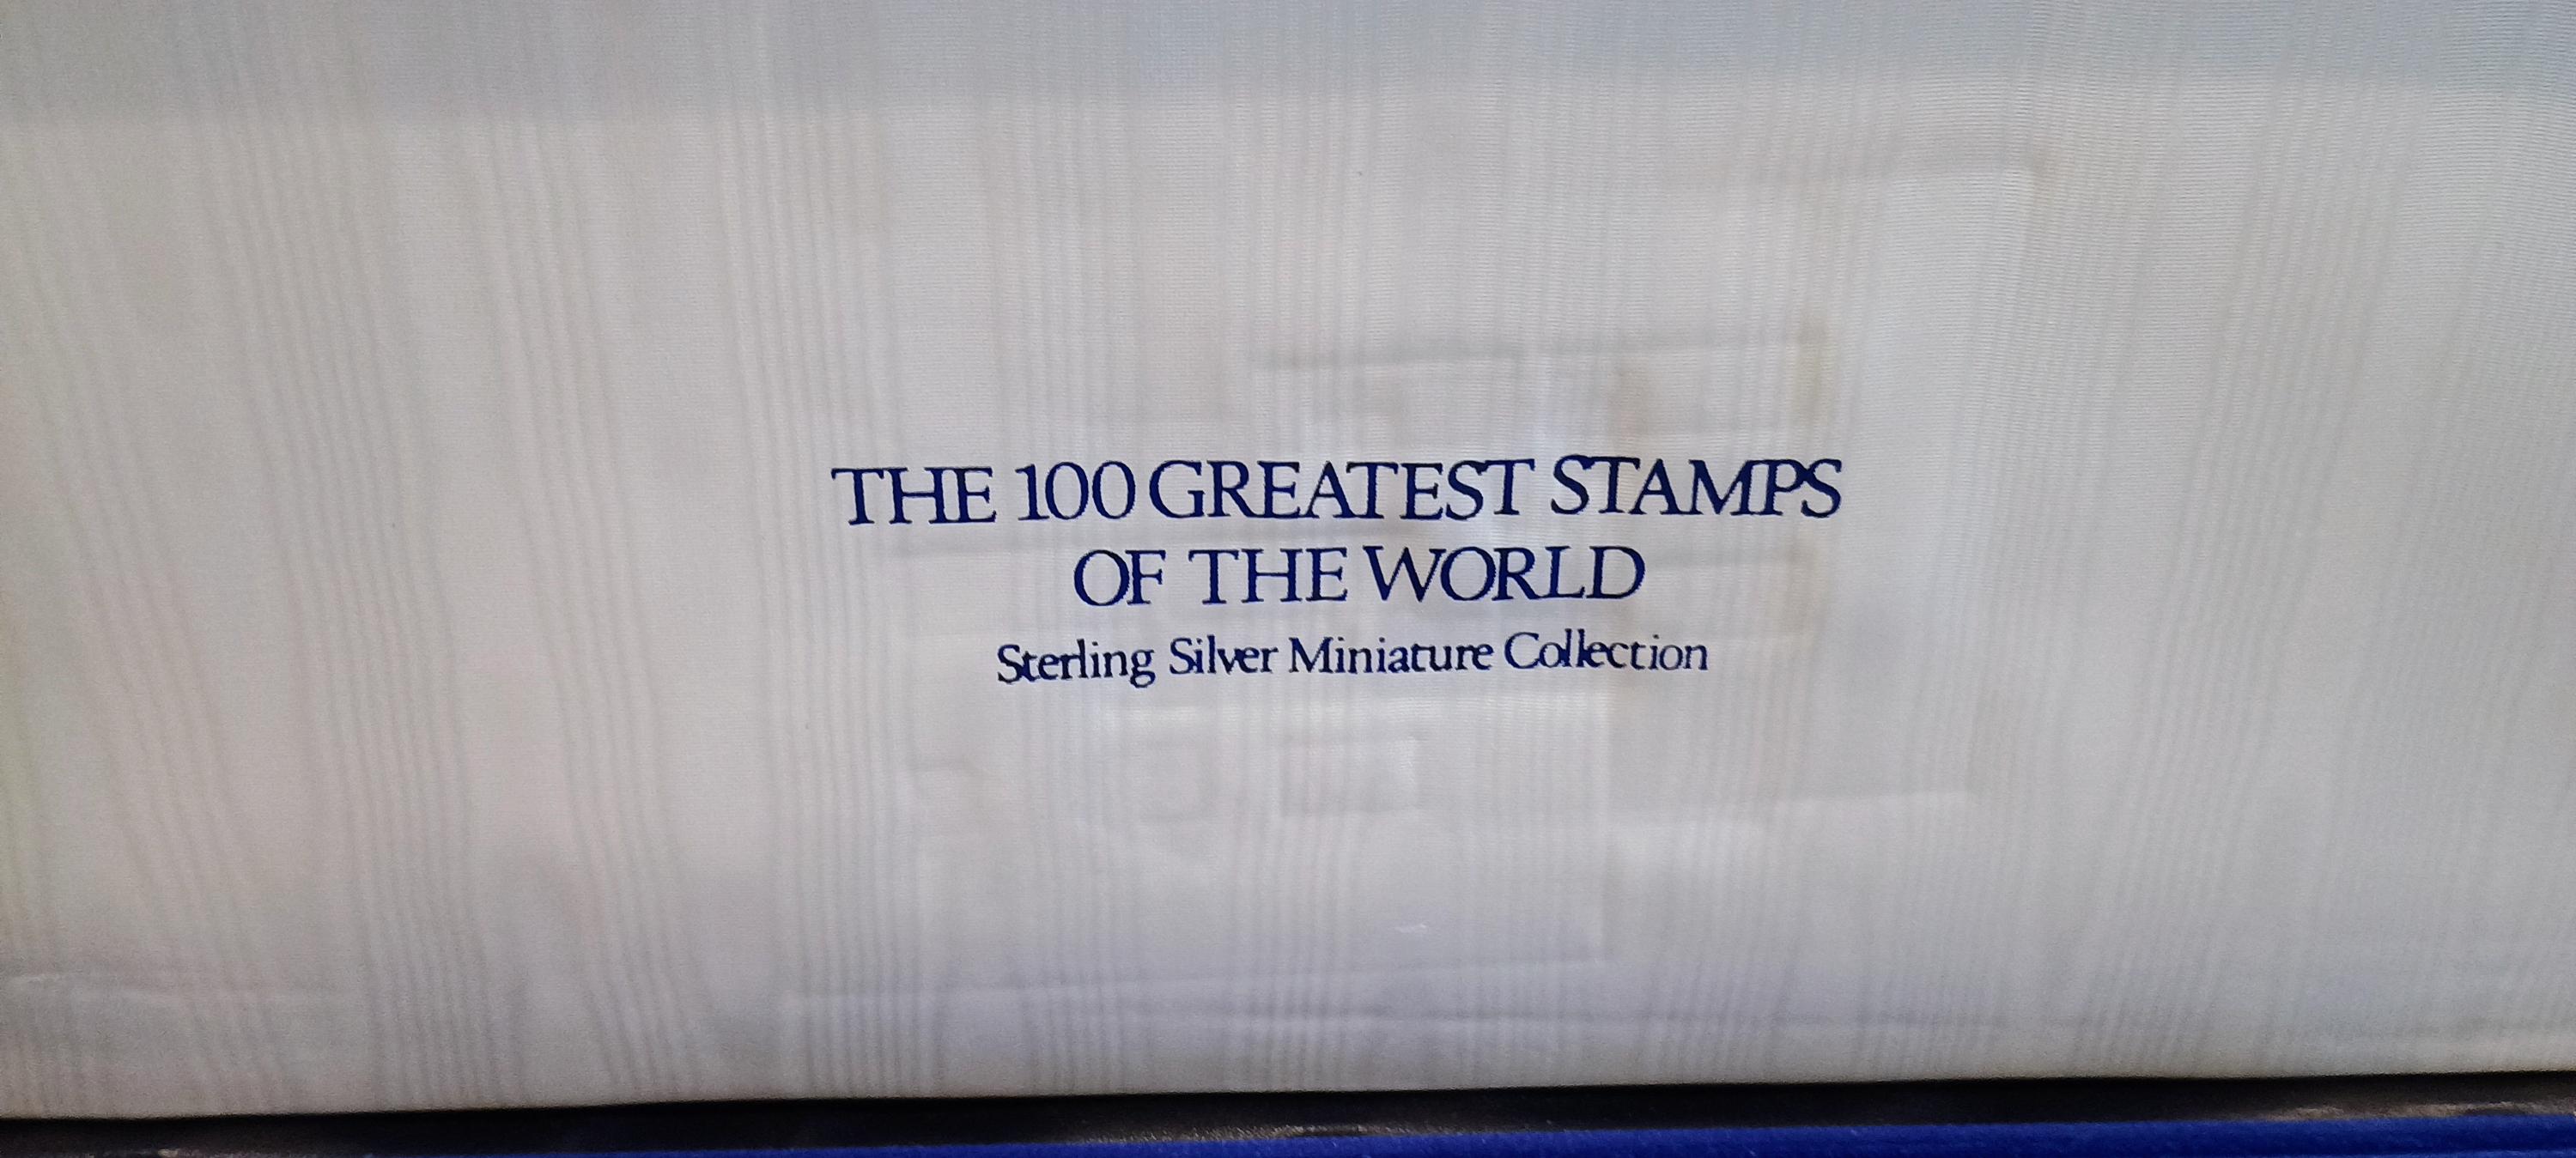 THE 100 GREATEST STAMPS
OF THE WORLD
Sterling Silver Miniature Collection